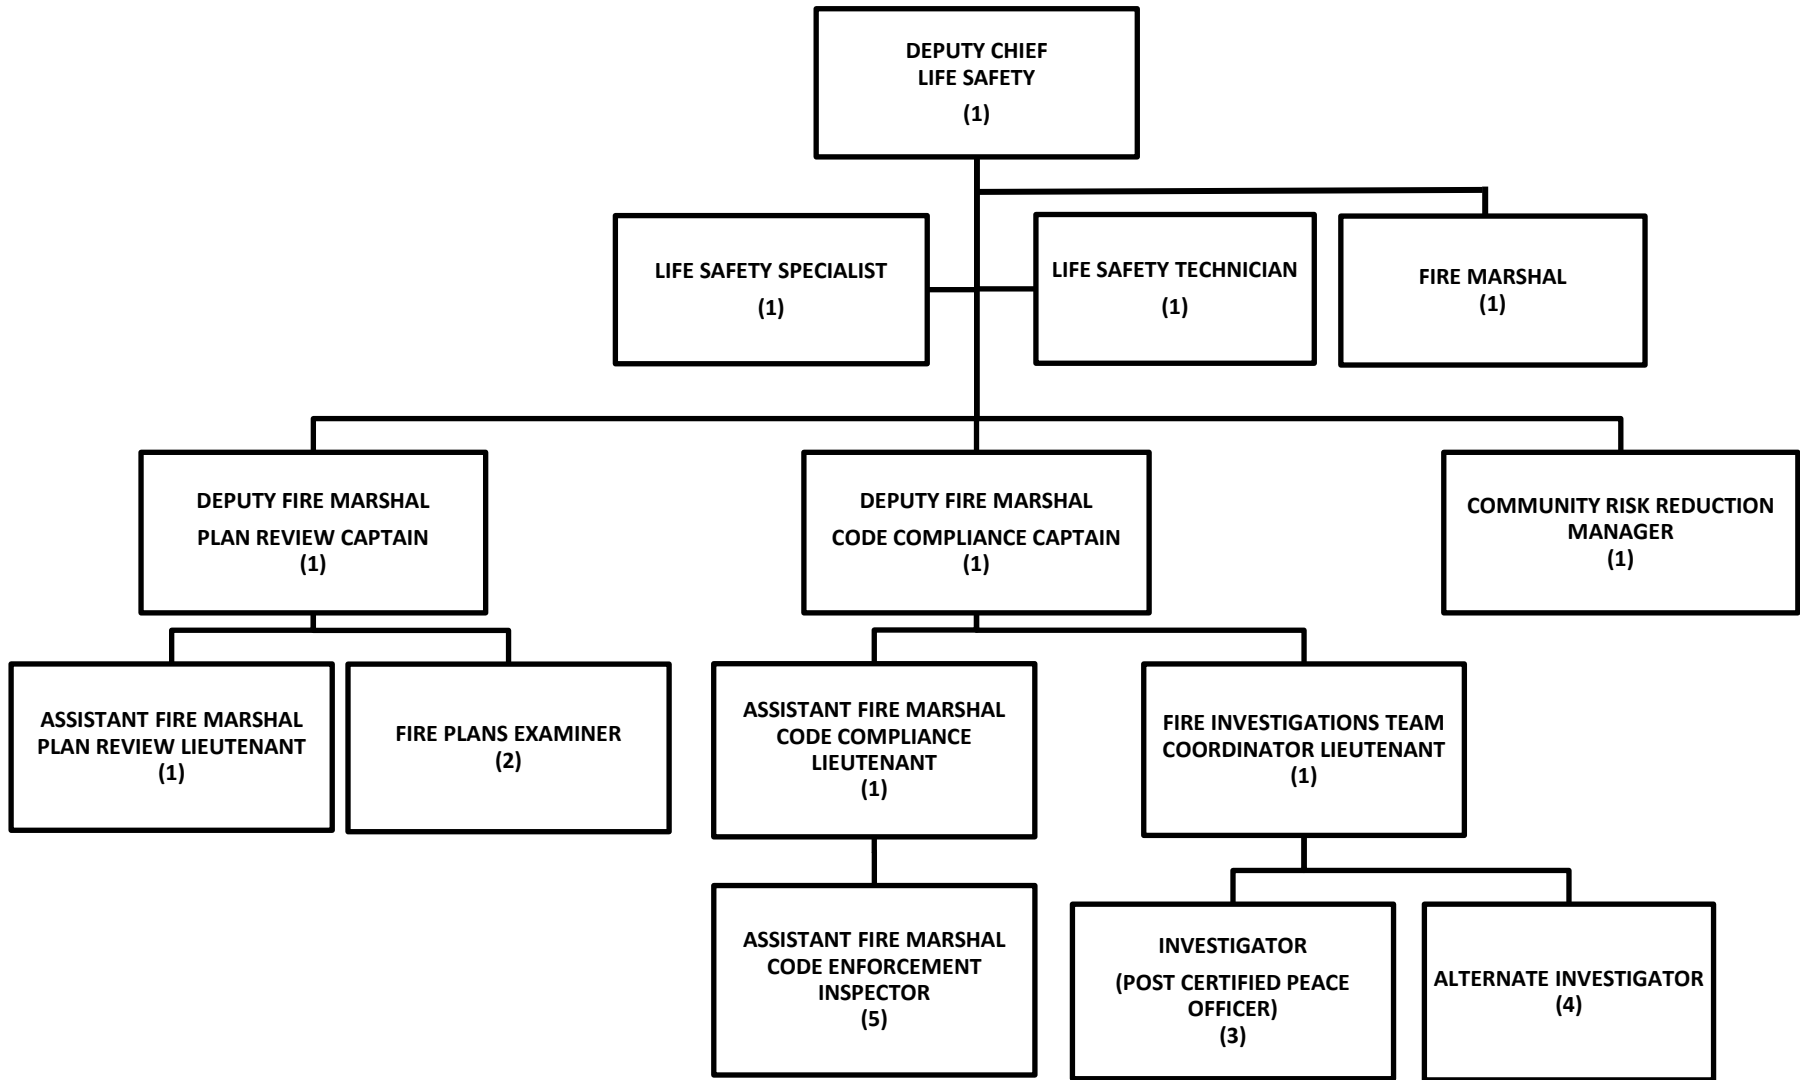 DEPUTY CHIEF
LIFE SAFETY
(1)
LIFE SAFETY SPECIALIST
(1)
LIFE SAFETY TECHNICIAN
(1)
FIRE MARSHAL
(1)
DEPUTY FIRE MARSHAL
PLAN REVIEW CAPTAIN
(1)
DEPUTY FIRE MARSHAL
CODE COMPLIANCE CAPTAIN
(1)
COMMUNITY RISK REDUCTION
MANAGER
(1)
ASSISTANT FIRE MARSHAL
PLAN REVIEW LIEUTENANT
(1)
FIRE PLANS EXAMINER
(2)
ASSISTANT FIRE MARSHAL
CODE COMPLIANCE
LIEUTENANT
(1)
FIRE INVESTIGATIONS TEAM
COORDINATOR LIEUTENANT
(1)
ASSISTANT FIRE MARSHAL
CODE ENFORCEMENT
INSPECTOR
(5)
INVESTIGATOR
(POST CERTIFIED PEACE
OFFICER)
(3)
ALTERNATE INVESTIGATOR
(4)